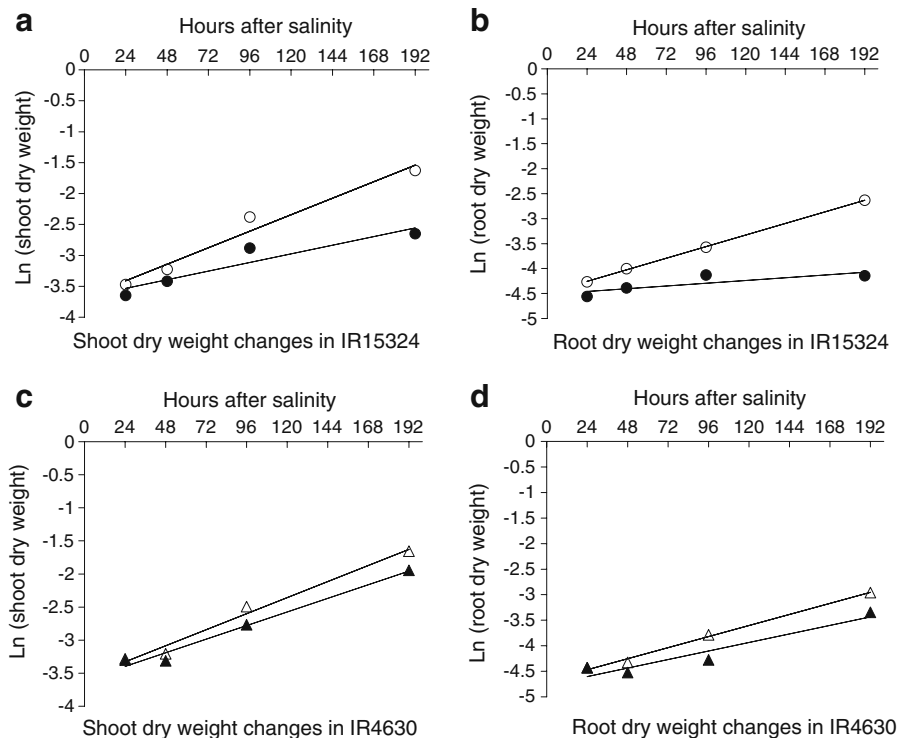 a
Hours after salinity
0 24 48 72 96 120 144 168 192
0
-0.5
-1
-1.5
-2
-2.5
-3
-3.5
-4
Ln (shoot dry weight)
Shoot dry weight changes in IR15324
b
Hours after salinity
0 24 48 72 96 120 144 168 192
0
-0.5
-1
-1.5
-2
-2.5
-3
-3.5
-4
-4.5
-5
Ln (root dry weight)
Root dry weight changes in IR15324
c
Hours after salinity
0 24 48 72 96 120 144 168 192
0
-0.5
-1
-1.5
-2
-2.5
-3
-3.5
-4
Ln (shoot dry weight)
Shoot dry weight changes in IR4630
d
Hours after salinity
0 24 48 72 96 120 144 168 192
0
-0.5
-1
-1.5
-2
-2.5
-3
-3.5
-4
-4.5
-5
Ln (root dry weight)
Root dry weight changes in IR4630